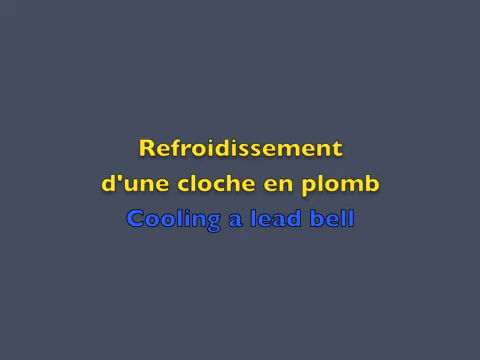 Refroidissement
d'une cloche en plomb
Cooling a lead bell